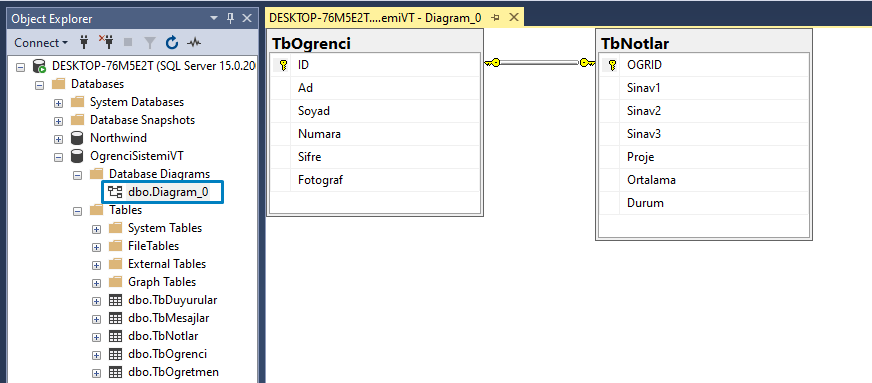 Object Explorer
Connect
DESKTOP-76M5E2T (SQL Server 15.0.20
Databases
System Databases
Database Snapshots
Northwind
OgrenciSistemiVT
Database Diagrams
dbo.Diagram_0
Tables
System Tables
FileTables
External Tables
Graph Tables
dbo.TbDuyurular
dbo.TbMesajlar
dbo.TbNotlar
dbo.TbOgrenci
dbo.TbOgretmen
DESKTOP-76M5E2T....emiVT - Diagram_0
TbOgrenci
ID
Ad
Soyad
Numara
Sifre
Fotograf
TbNotlar
OGRID
Sinav1
Sinav2
Sinav3
Proje
Ortalama
Durum